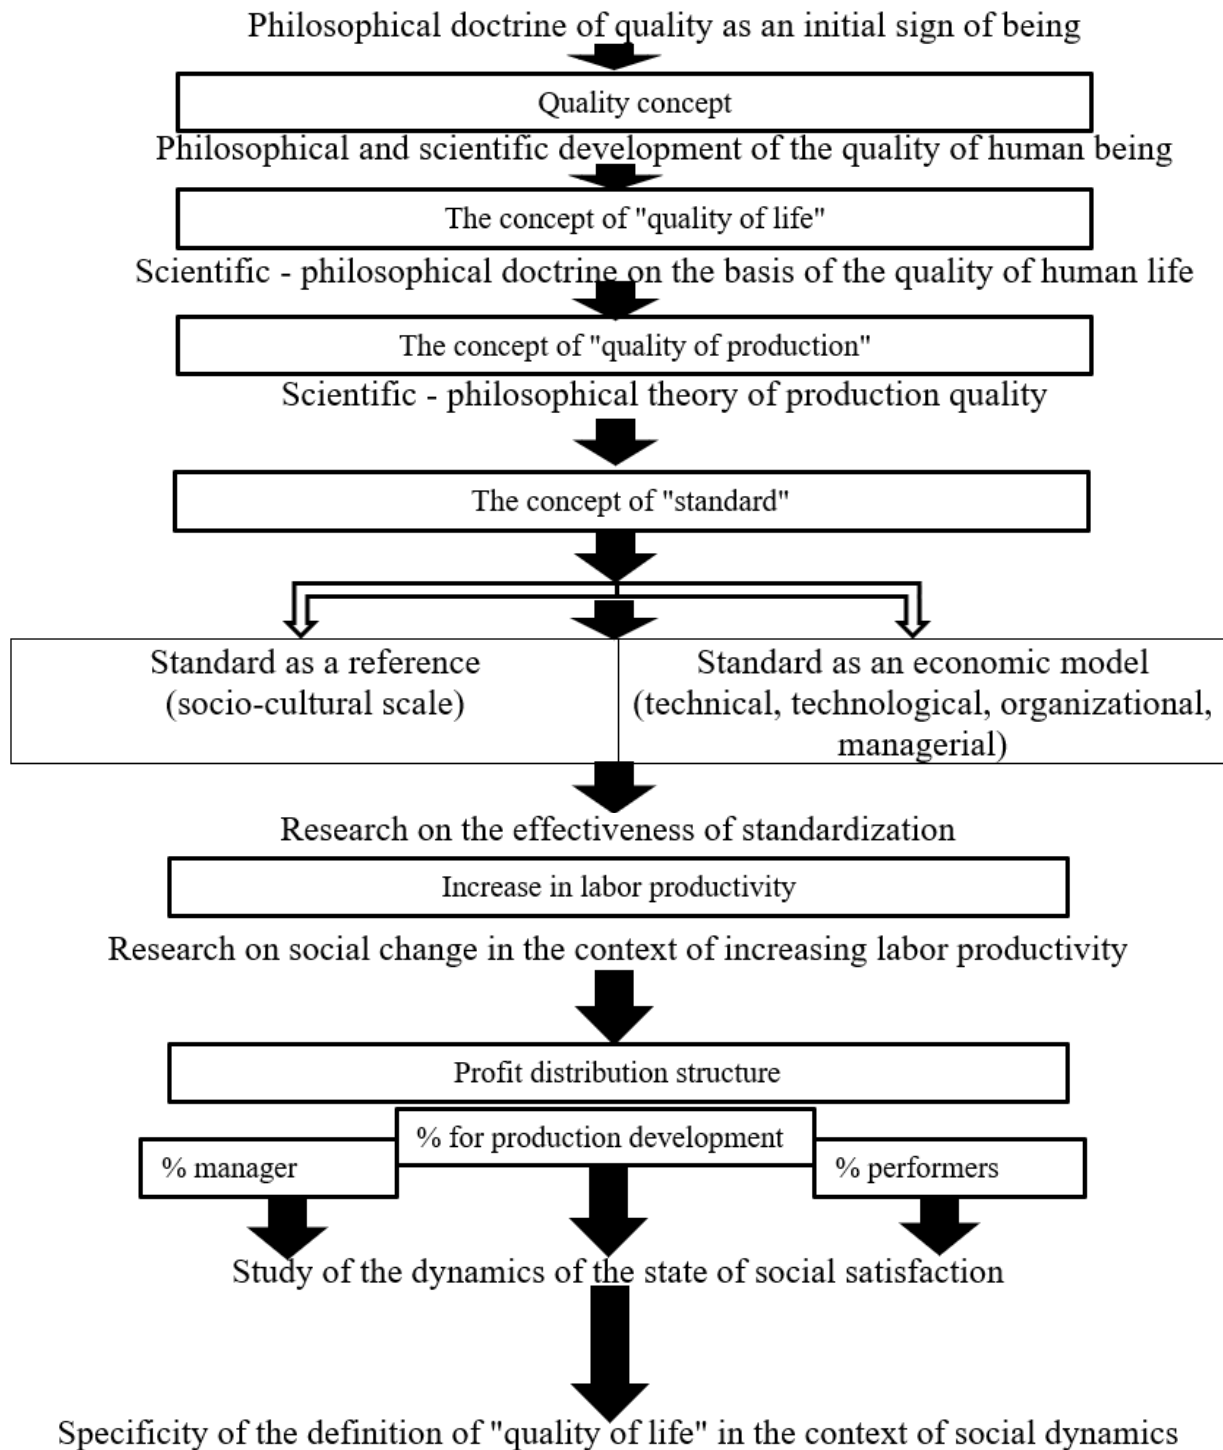 Philosophical doctrine of quality as an initial sign of being
Quality concept
Philosophical and scientific development of the quality of human being
The concept of "quality of life"
Scientific - philosophical doctrine on the basis of the quality of human life
The concept of "quality of production"
Scientific - philosophical theory of production quality
The concept of "standard"
Standard as a reference
(socio-cultural scale)
Standard as an economic model
(technical, technological, organizational,
managerial)
Research on the effectiveness of standardization
Increase in labor productivity
Research on social change in the context of increasing labor productivity
Profit distribution structure
% manager
% for production development
% performers
Study of the dynamics of the state of social satisfaction
Specificity of the definition of "quality of life" in the context of social dynamics